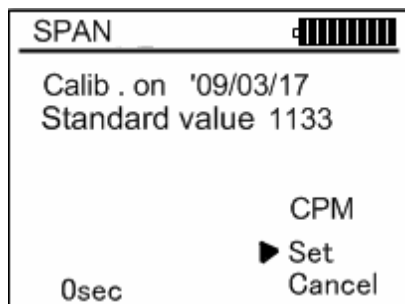 SPAN
Calib . on '09/03/17
Standard value 1133
CPM
Set
0sec Cancel